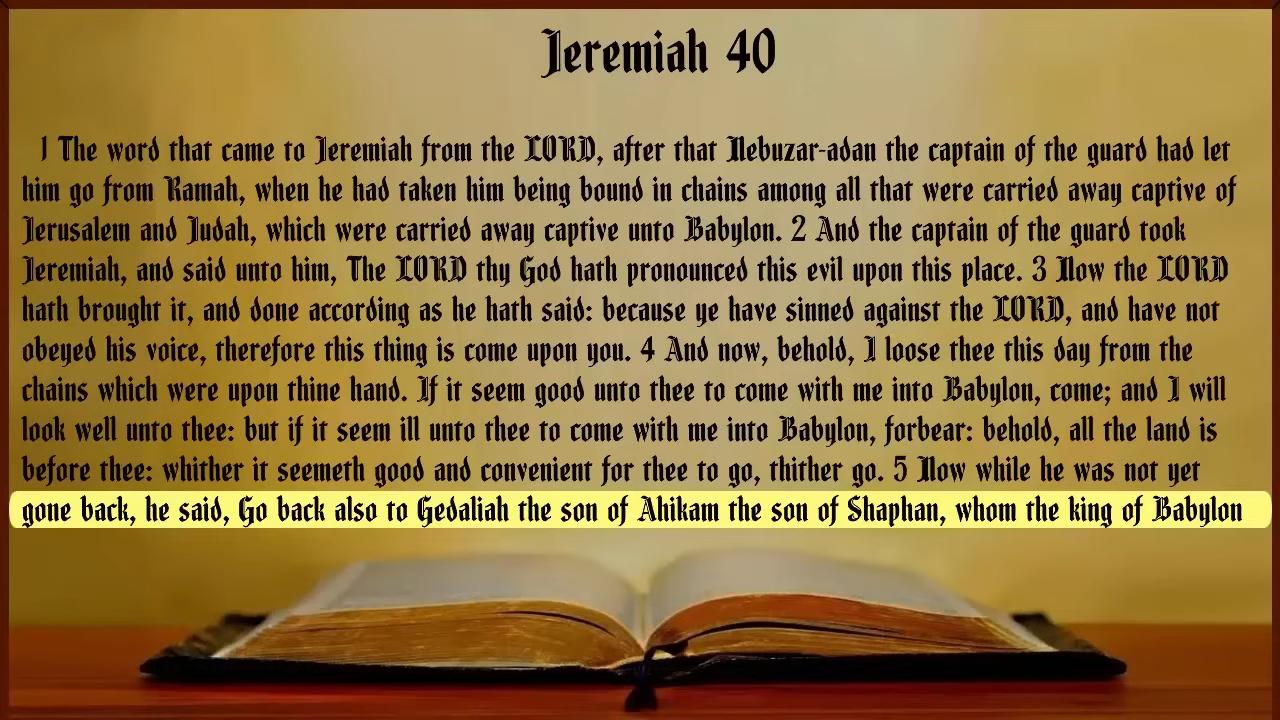 Jeremiah 40
1 The word that came to Jeremiah from the LORD, after that Nebuzar-adan the captain of the guard had let
him go from Ramah, when he had taken him being bound in chains among all that were carried away captive of
Jerusalem and Judah, which were carried away captive unto Babylon. 2 And the captain of the guard took
Jeremiah, and said unto him, The LORD thy God hath pronounced this evil upon this place. 3 Now the LORD
hath brought it, and done according as he hath said: because ye have sinned against the LORD, and have not
obeyed his voice, therefore this thing is come upon you. 4 And now, behold, I loose thee this day from the
chains which were upon thine hand. If it seem good unto thee to come with me into Babylon, come; and I will
look well unto thee: but if it seem ill unto thee to come with me into Babylon, forbear: behold, all the land is
before thee: whither it seemeth good and convenient for thee to go, thither go. 5 Now while he was not yet
gone back, he said, Go back also to Gedaliah the son of Ahikam the son of Shaphan, whom the king of Babylon